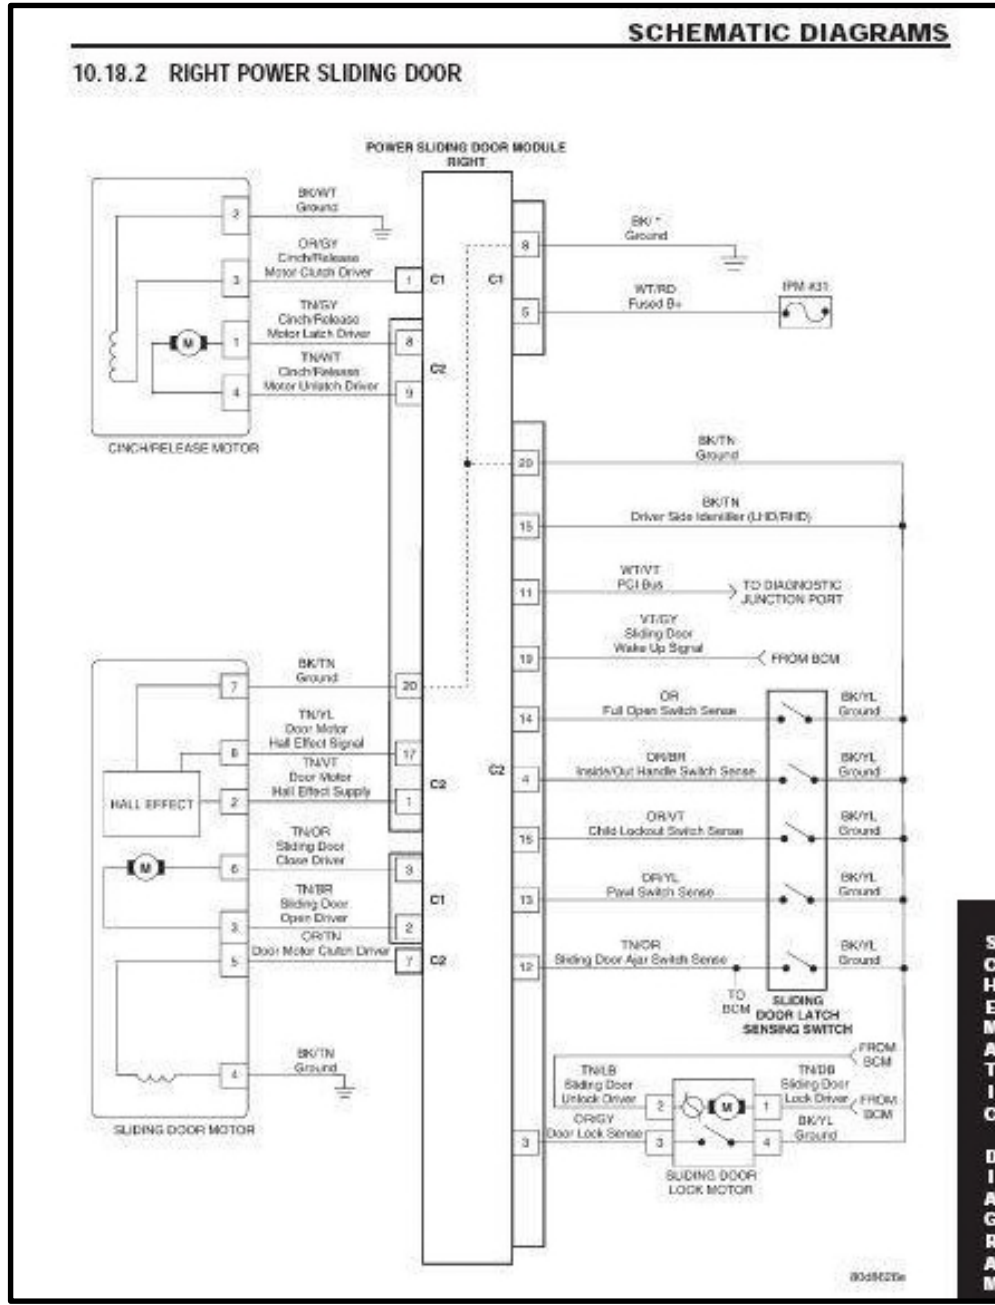 SCHEMATIC DIAGRAMS
10.18.2 RIGHT POWER SLIDING DOOR
POWER SLIDING DOOR MODULE
RIGHT
BK/WT
Ground
2
OR/GY
Cinch/Release
Motor Clutch Driver
3
1
C1
TN/GY
Cinch/Release
Motor Latch Driver
M
1
8
C2
TN/WT
Cinch/Release
Motor Unlatch Driver
4
9
CINCH/RELEASE MOTOR
BK/*
Ground
8
C1
WT/RD
Fused B+
5
IPM #31
BK/TN
Ground
20
BK/TN
Driver Side Identifier (LHD/RHD)
15
WT/VT
PCI Bus
11
TO DIAGNOSTIC
JUNCTION PORT
VT/GY
Sliding Door
Wake Up Signal
19
FROM BCM
BK/TN
Ground
7
20
TN/YL
Door Motor
Hall Effect Signal
8
17
TN/VT
Door Motor
Hall Effect Supply
HALL EFFECT
2
1
C2
TN/OR
Sliding Door
Close Driver
M
6
3
TN/BR
Sliding Door
Open Driver
3
2
C1
OR/TN
Door Motor Clutch Driver
5
7
C2
BK/TN
Ground
4
SLIDING DOOR MOTOR
OR
Full Open Switch Sense
14
BK/YL
Ground
C2
OR/BR
Inside/Out Handle Switch Sense
4
BK/YL
Ground
OR/VT
Child Lockout Switch Sense
16
BK/YL
Ground
OR/YL
Pawl Switch Sense
13
BK/YL
Ground
TN/OR
Sliding Door Ajar Switch Sense
12
BK/YL
Ground
TO
BCM
SLIDING
DOOR LATCH
SENSING SWITCH
FROM
BCM
TN/LB
Sliding Door
Unlock Driver
2
M
1
TN/DB
Sliding Door
Lock Driver
FROM
BCM
OR/GY
Door Lock Sense
3
3
4
BK/YL
Ground
SLIDING DOOR
LOCK MOTOR
SCHEMATIC
DIAGRAM